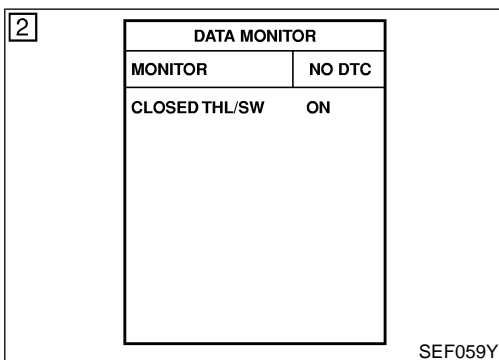 2
DATA MONITOR
MONITOR NO DTC
CLOSED THL/SW ON
SEF059Y